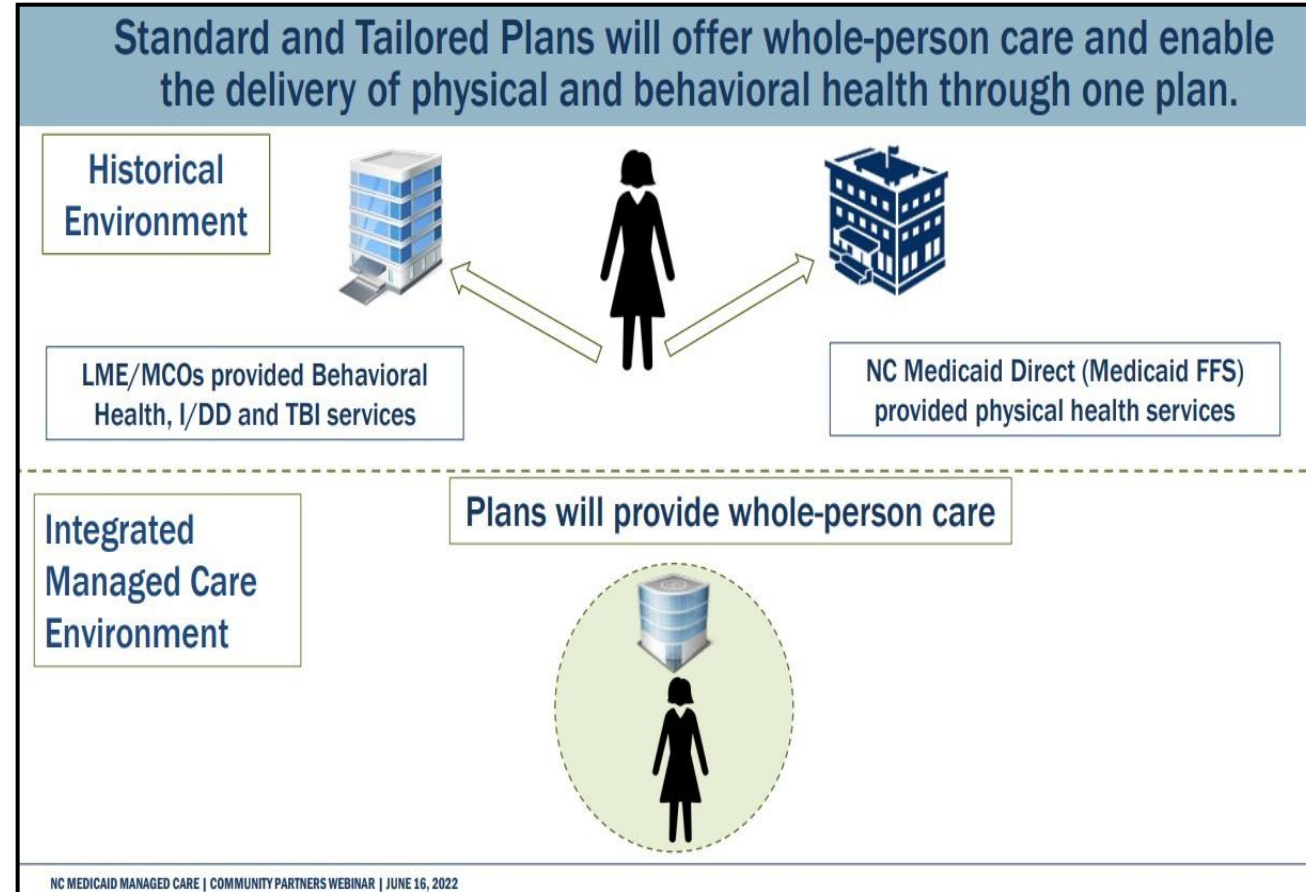 Standard and Tailored Plans will offer whole-person care and enable
the delivery of physical and behavioral health through one plan.
Historical
Environment
LME/MCOs provided Behavioral
Health, I/DD and TBI services
NC Medicaid Direct (Medicaid FFS)
provided physical health services
Integrated
Managed Care
Environment
Plans will provide whole-person care
NC MEDICAID MANAGED CARE | COMMUNITY PARTNERS WEBINAR | JUNE 16, 2022